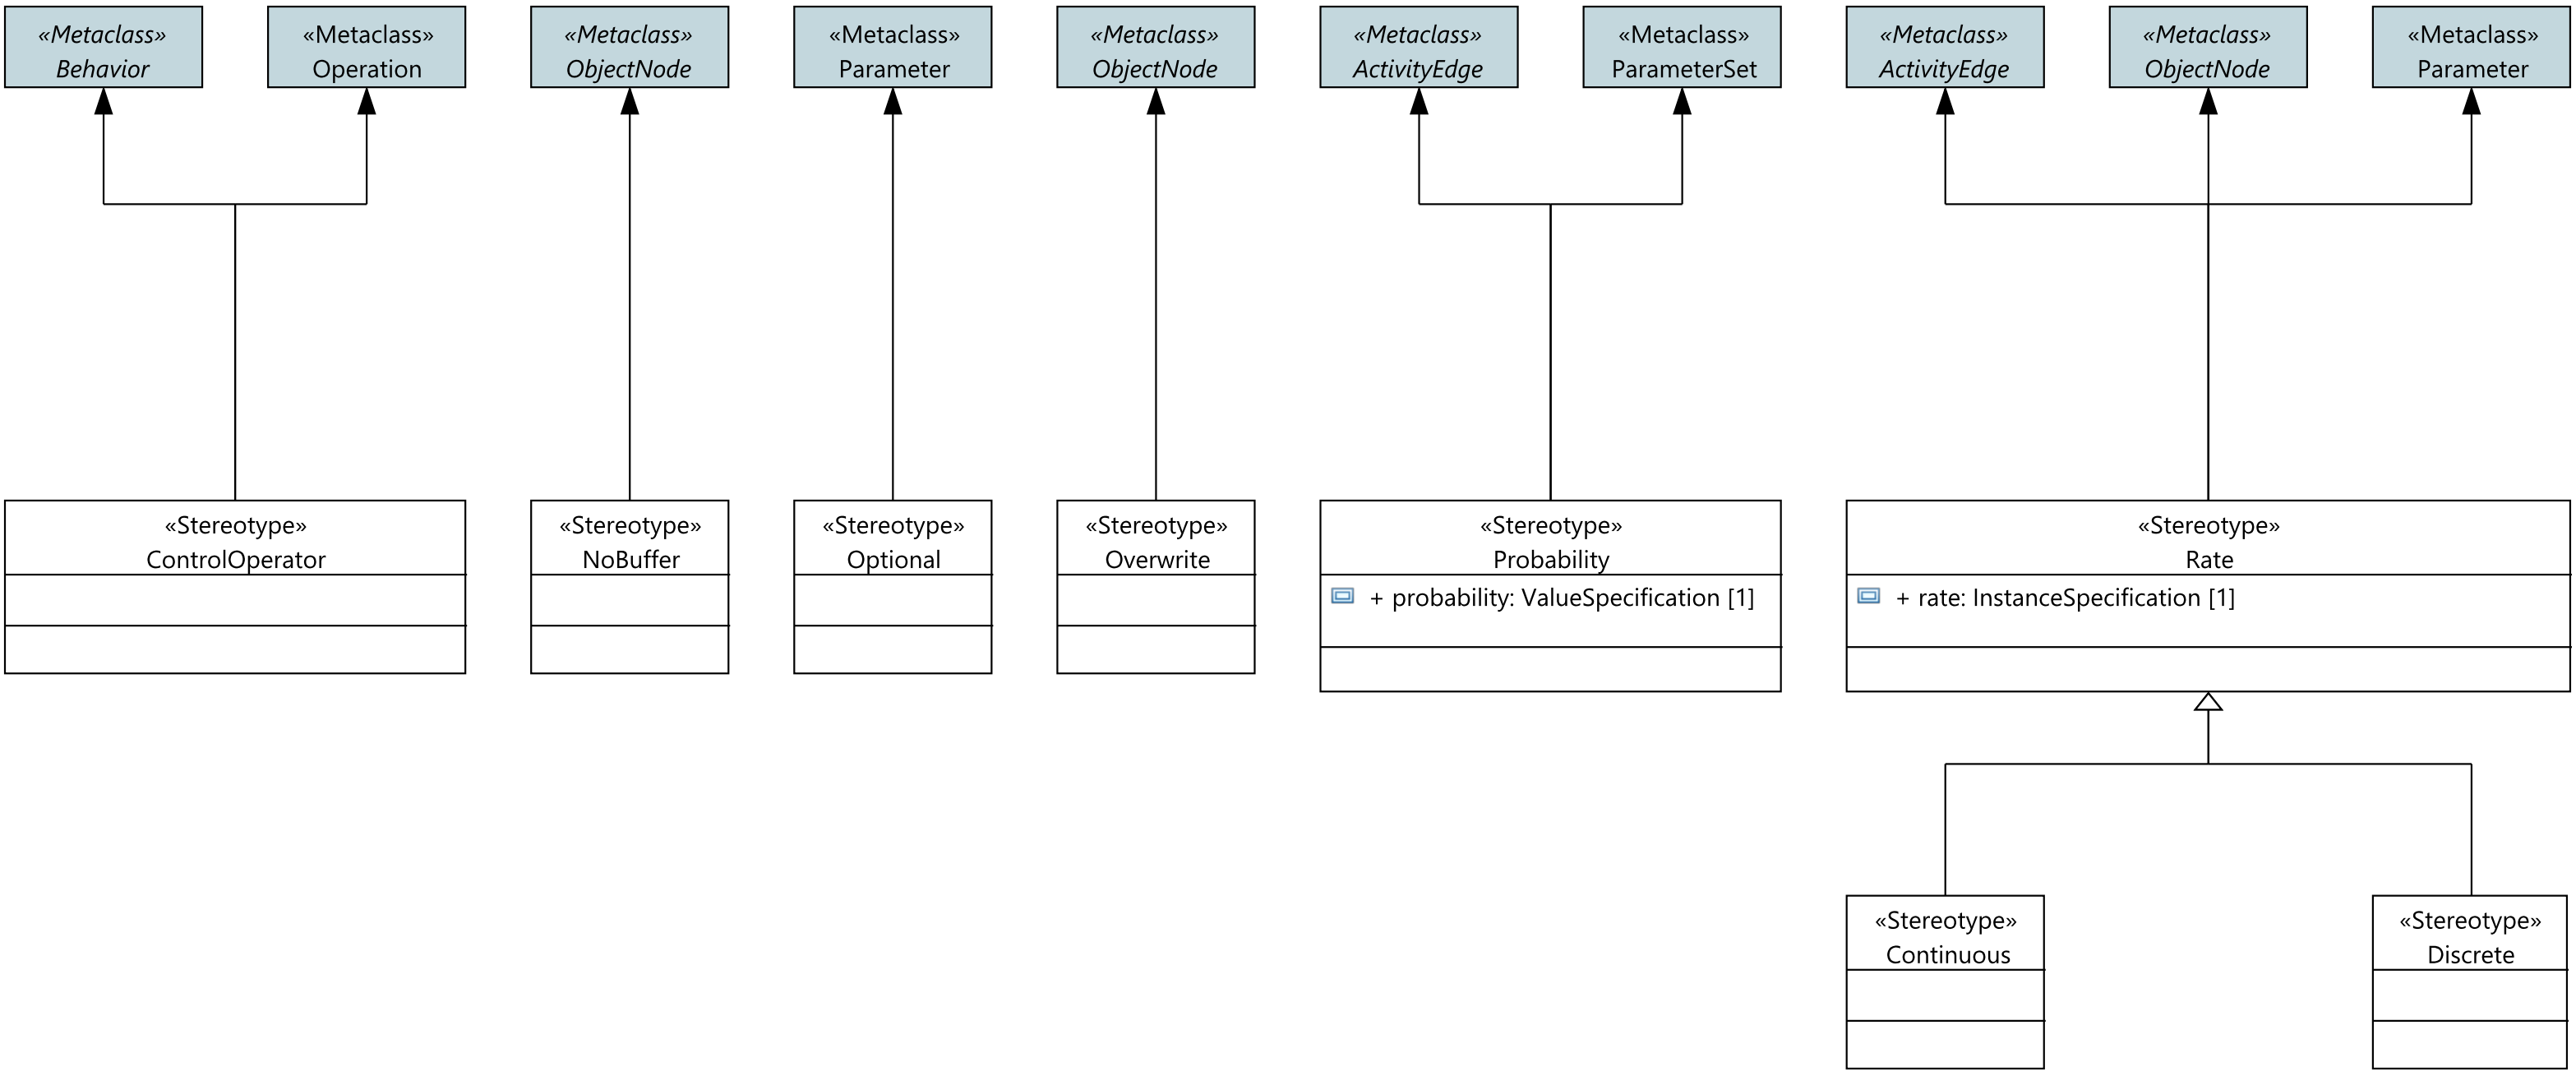 «Metaclass»
Behavior
«Metaclass»
Operation
«Metaclass»
ObjectNode
«Metaclass»
Parameter
«Metaclass»
ObjectNode
«Metaclass»
ActivityEdge
«Metaclass»
ParameterSet
«Metaclass»
ActivityEdge
«Metaclass»
ObjectNode
«Metaclass»
Parameter
«Stereotype»
ControlOperator
«Stereotype»
NoBuffer
«Stereotype»
Optional
«Stereotype»
Overwrite
«Stereotype»
Probability
+ probability: ValueSpecification [1]
«Stereotype»
Rate
+ rate: InstanceSpecification [1]
«Stereotype»
Continuous
«Stereotype»
Discrete